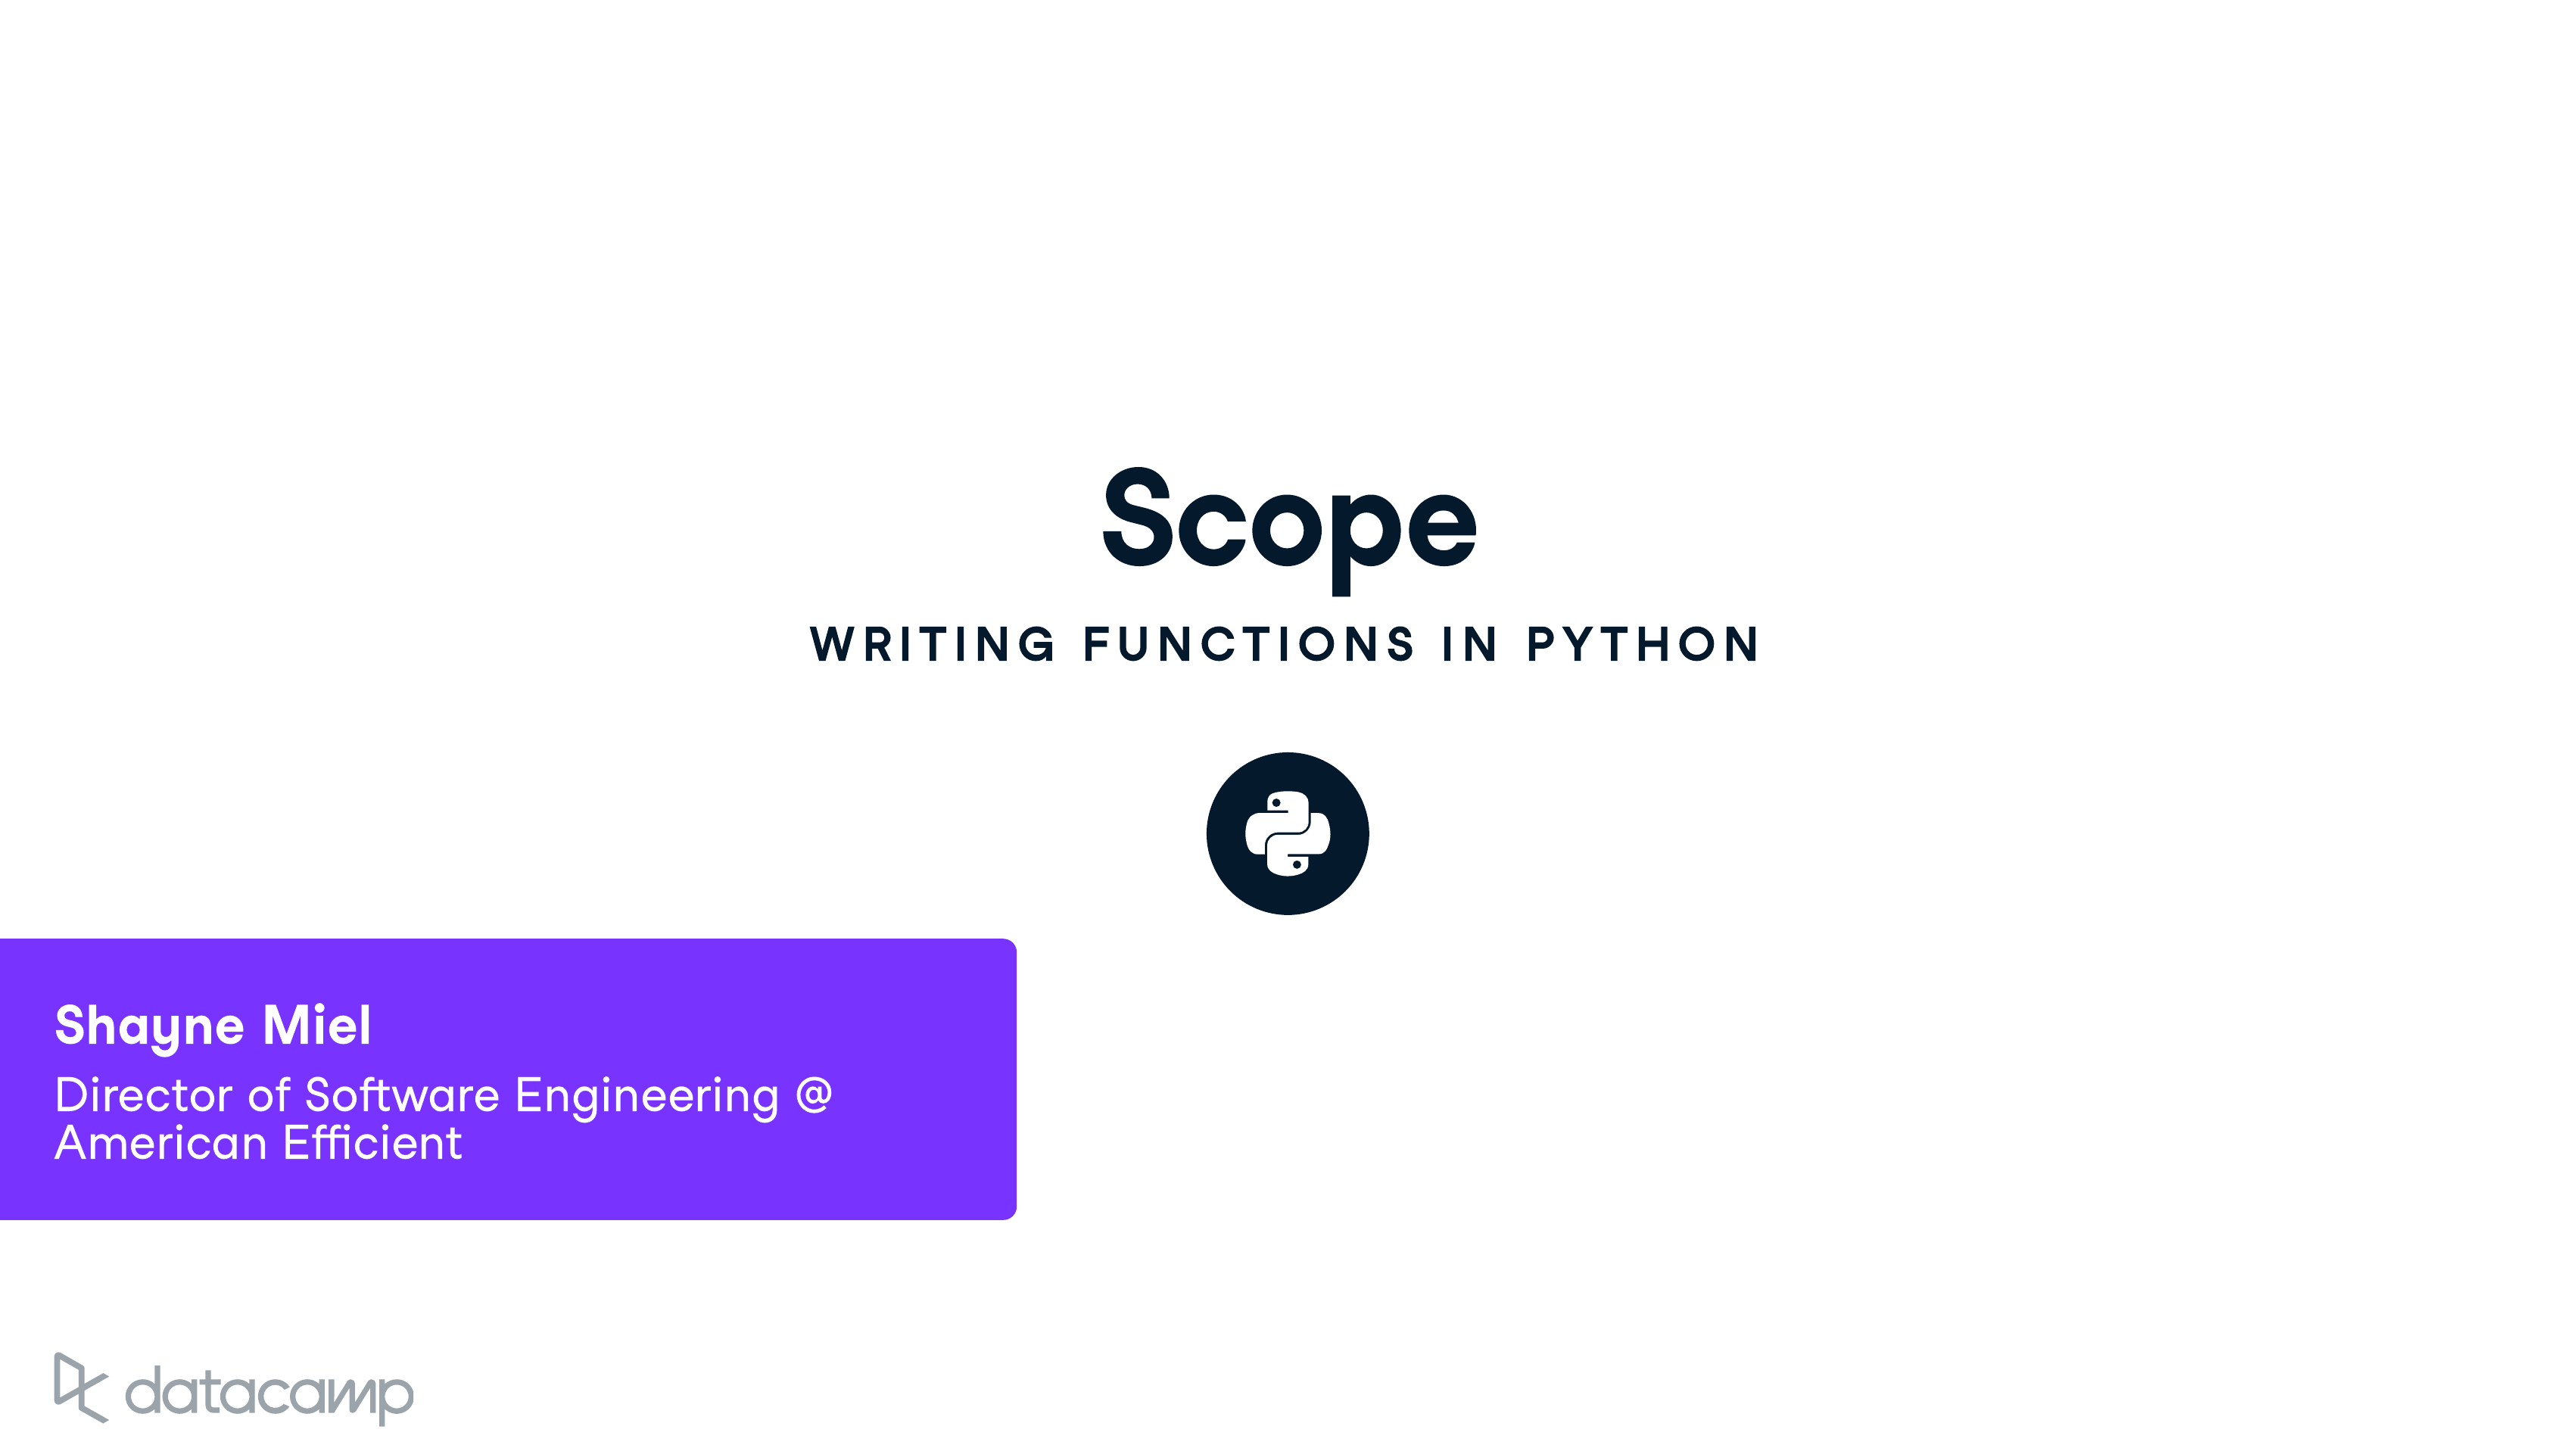 Scope
WRITING FUNCTIONS IN PYTHON
Shayne Miel
Director of Software Engineering @
American Efficient
datacamp